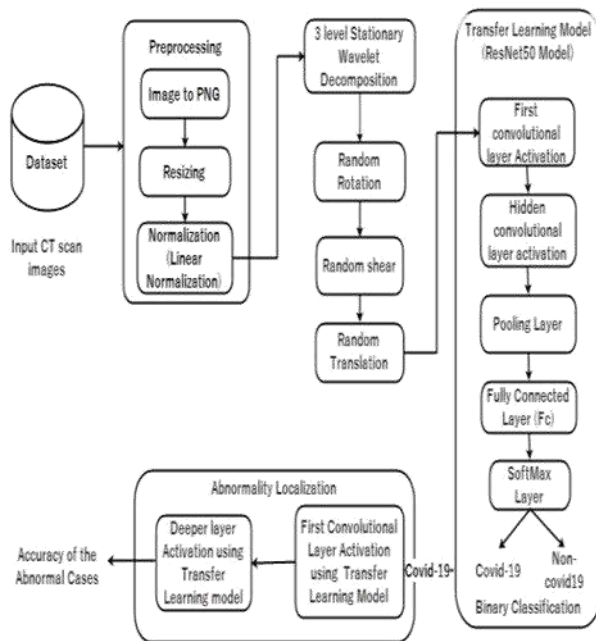 Preprocessing
Image to PNG
Resizing
Normalization
(Linear
Normalization)
Dataset
Input CT scan
images
3 level Stationary
Wavelet
Decomposition
Random
Rotation
Random shear
Random
Translation
Transfer Learning Model
(ResNet50 Model)
First
convolutional
layer Activation
Hidden
convolutional
layer activation
Pooling Layer
Fully Connected
Layer (Fc)
SoftMax
Layer
Covid-19
Non-
covid19
Binary Classification
Covid-19
Abnormality Localization
First Convolutional
Layer Activation
using Transfer
Learning Model
Deeper layer
Activation using
Transfer
Learning model
Accuracy of the
Abnormal Cases